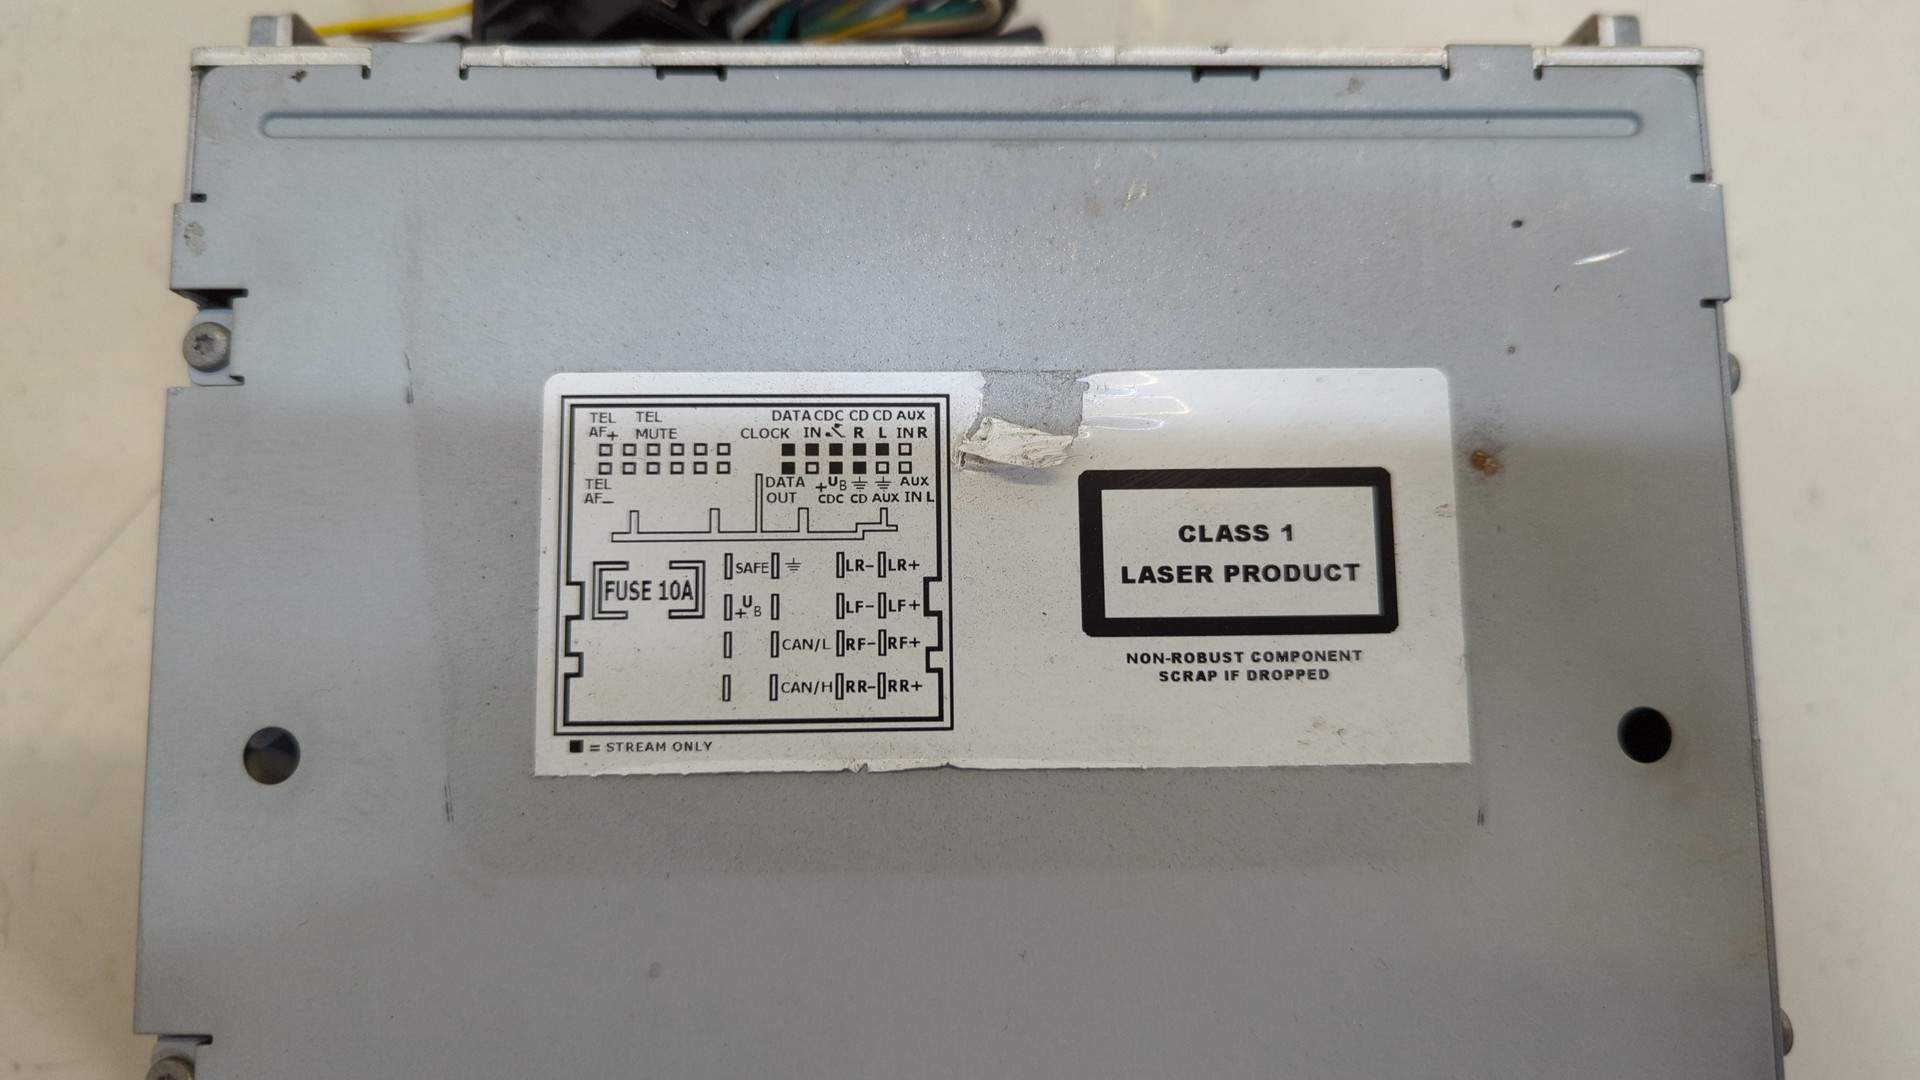 TEL TEL DATA CDC CD CD AUX
AF+ MUTE CLOCK IN R L IN R
TEL DATA +UB AUX
AF- OUT CDC CD AUX IN L
FUSE 10A
SAFE LR- LR+
+UB LF- LF+
CAN/L RF- RF+
CAN/H RR- RR+
■ = STREAM ONLY
CLASS 1
LASER PRODUCT
NON-ROBUST COMPONENT
SCRAP IF DROPPED